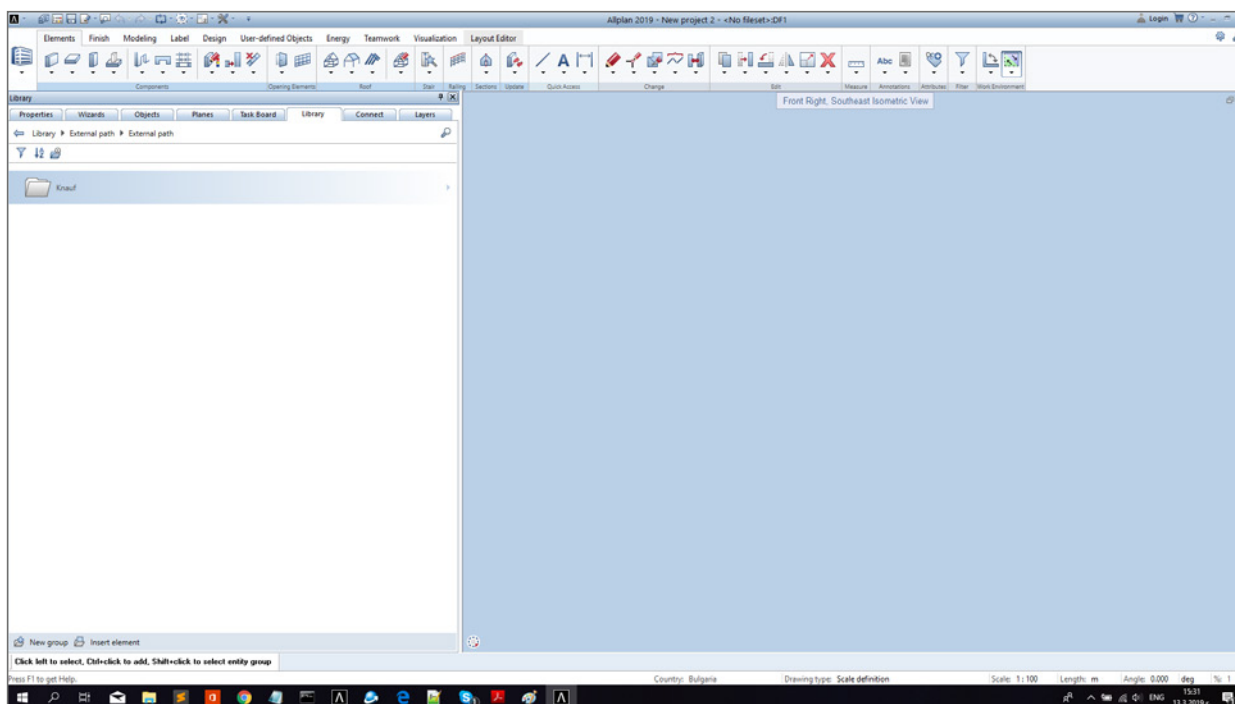 Allplan 2019 - New project 2 - <No fileset>:DF1
Login
Elements Finish Modeling Label Design User-defined Objects Energy Teamwork Visualization Layout Editor
Abc
A
Components Opening Elements Roof Stair Railing Sections Update Quick Access Change Edit Measure Annotations Attributes Filter Work Environment
Library
Front Right, Southeast Isometric View
Properties Wizards Objects Planes Task Board Library Connect Layers
Library External path External path
Knauf
New group Insert element
Click left to select, Ctrl+click to add, Shift+click to select entity group
Press F1 to get Help.
Country: Bulgaria Drawing type: Scale definition Scale: 1:100 Length: m Angle: 0.000 deg %: 1
ENG
15:31
13.3.2019 г.